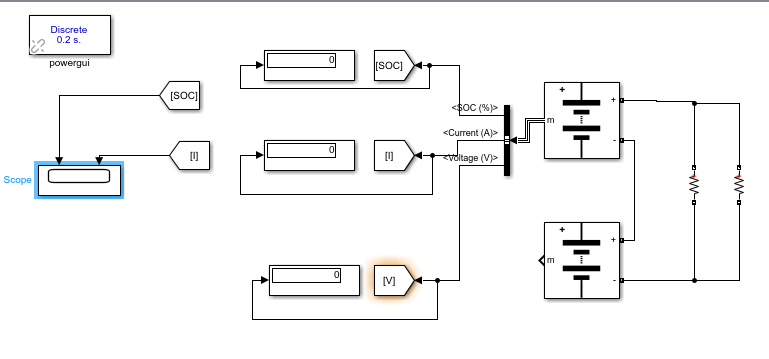 Discrete
0.2 s.
powergui
[SOC]
[I]
Scope
0
[SOC]
<SOC (%)>
0
[I]
<Current (A)>
<Voltage (V)>
0
[V]
+
m
-
+
m
-